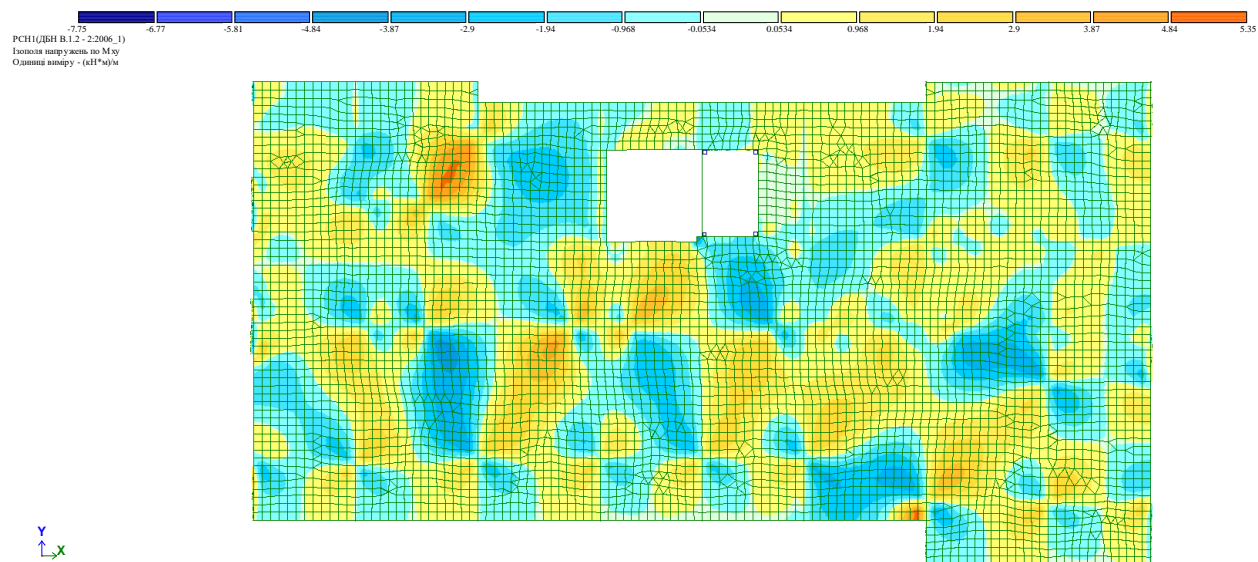 -7.75 -6.77 -5.81 -4.84 -3.87 -2.9 -1.94 -0.968 -0.0534 0.0534 0.968 1.94 2.9 3.87 4.84 5.35
РСН1(ДБН В.1.2 - 2:2006_1)
Ізополя напружень по Mxy
Одиниці виміру - (кН*м)/м
Y
X